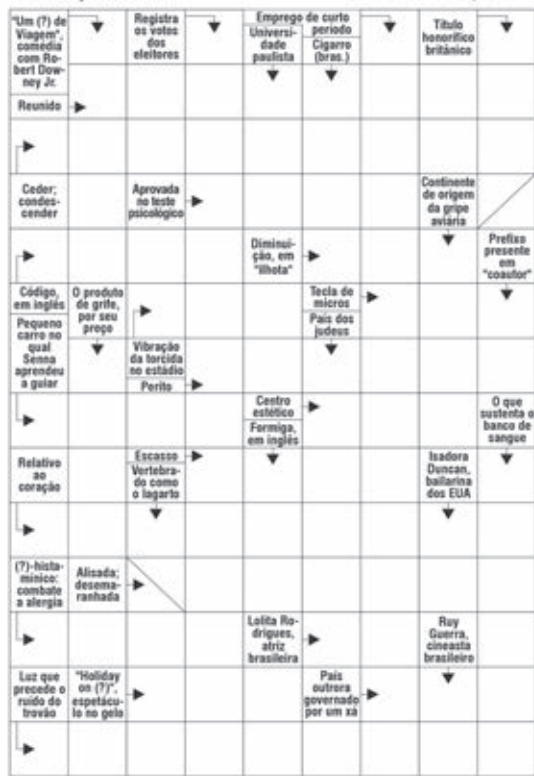 "Um (?) de
Viagem",
comédia
com Ro-
bert Dow-
ney Jr.
Reunido
Registra
os votos
dos
eleitores
Emprego de curto
período
Universi-
dade
paulista
Cigarro
(bras.)
Título
honorífico
britânico
Ceder;
condes-
cender
Aprovada
no teste
psicológico
Continente
de origem
da gripe
aviária
Diminui-
ção, em
"ilhota"
Prefixo
presente
em
"coautor"
Código,
em inglês
Pequeno
carro no
qual
Senna
aprendeu
a guiar
O produto
de grife,
por seu
preço
Tecla de
micros
País dos
judeus
Vibração
da torcida
no estádio
Perito
Centro
estético
Formiga,
em inglês
O que
sustenta o
banco de
sangue
Relativo
ao
coração
Escasso
Vertebra-
do como
o lagarto
Isadora
Duncan,
bailarina
dos EUA
(?)-hista-
mínico:
combate
a alergia
Alisada;
desema-
ranhada
Lolita Ro-
drigues,
atriz
brasileira
Ruy
Guerra,
cineasta
brasileiro
Luz que
precede o
ruído do
trovão
"Holiday
on (?)",
espetácu-
lo no gelo
País
outrora
governado
por um xá